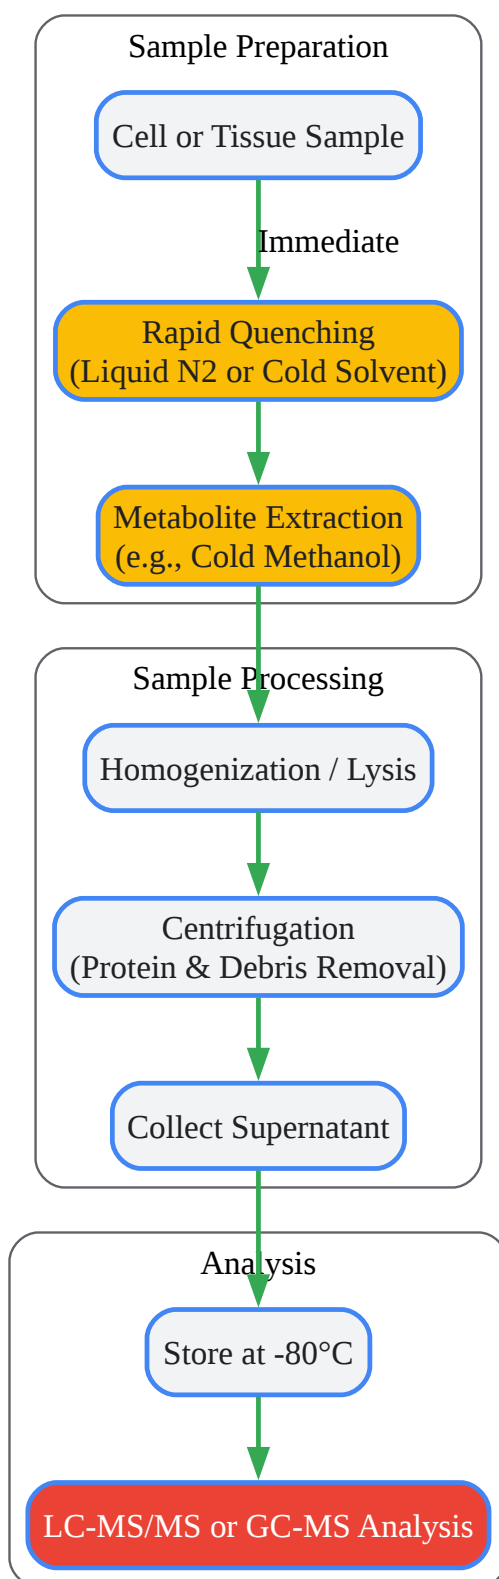 Sample Preparation
Cell or Tissue Sample
Immediate
Rapid Quenching
(Liquid N2 or Cold Solvent)
Metabolite Extraction
(e.g., Cold Methanol)
Sample Processing
Homogenization / Lysis
Centrifugation
(Protein & Debris Removal)
Collect Supernatant
Analysis
Store at -80°C
LC-MS/MS or GC-MS Analysis